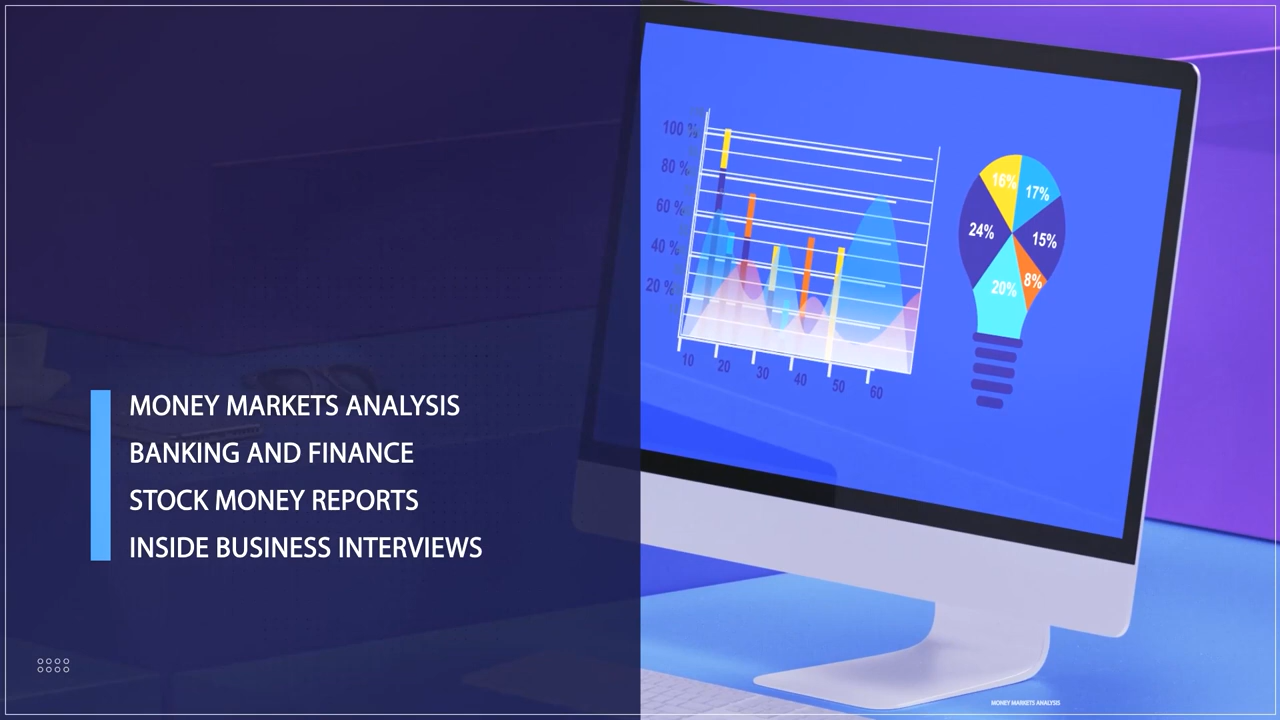 MONEY MARKETS ANALYSIS
BANKING AND FINANCE
STOCK MONEY REPORTS
INSIDE BUSINESS INTERVIEWS
100 %
80 %
60 %
40 %
20 %
10 20 30 40 50 60
16% 17%
24% 15%
20% 8%
MONEY MARKETS ANALYSIS